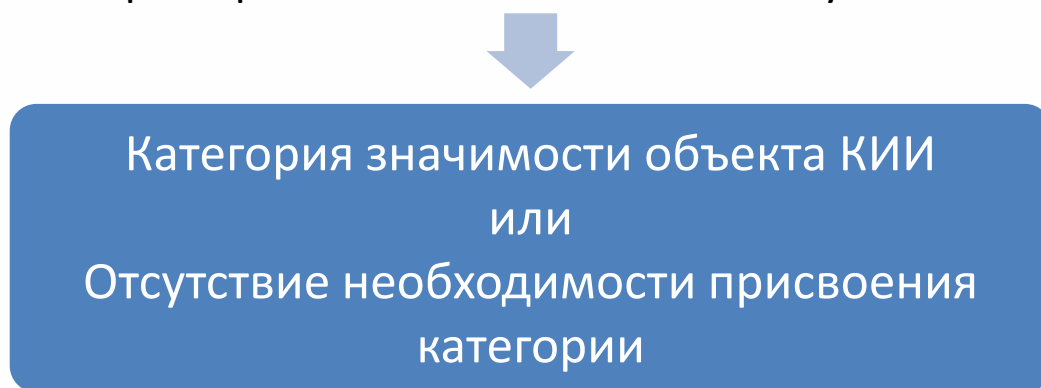 Категория значимости объекта КИИ
или
Отсутствие необходимости присвоения
категории